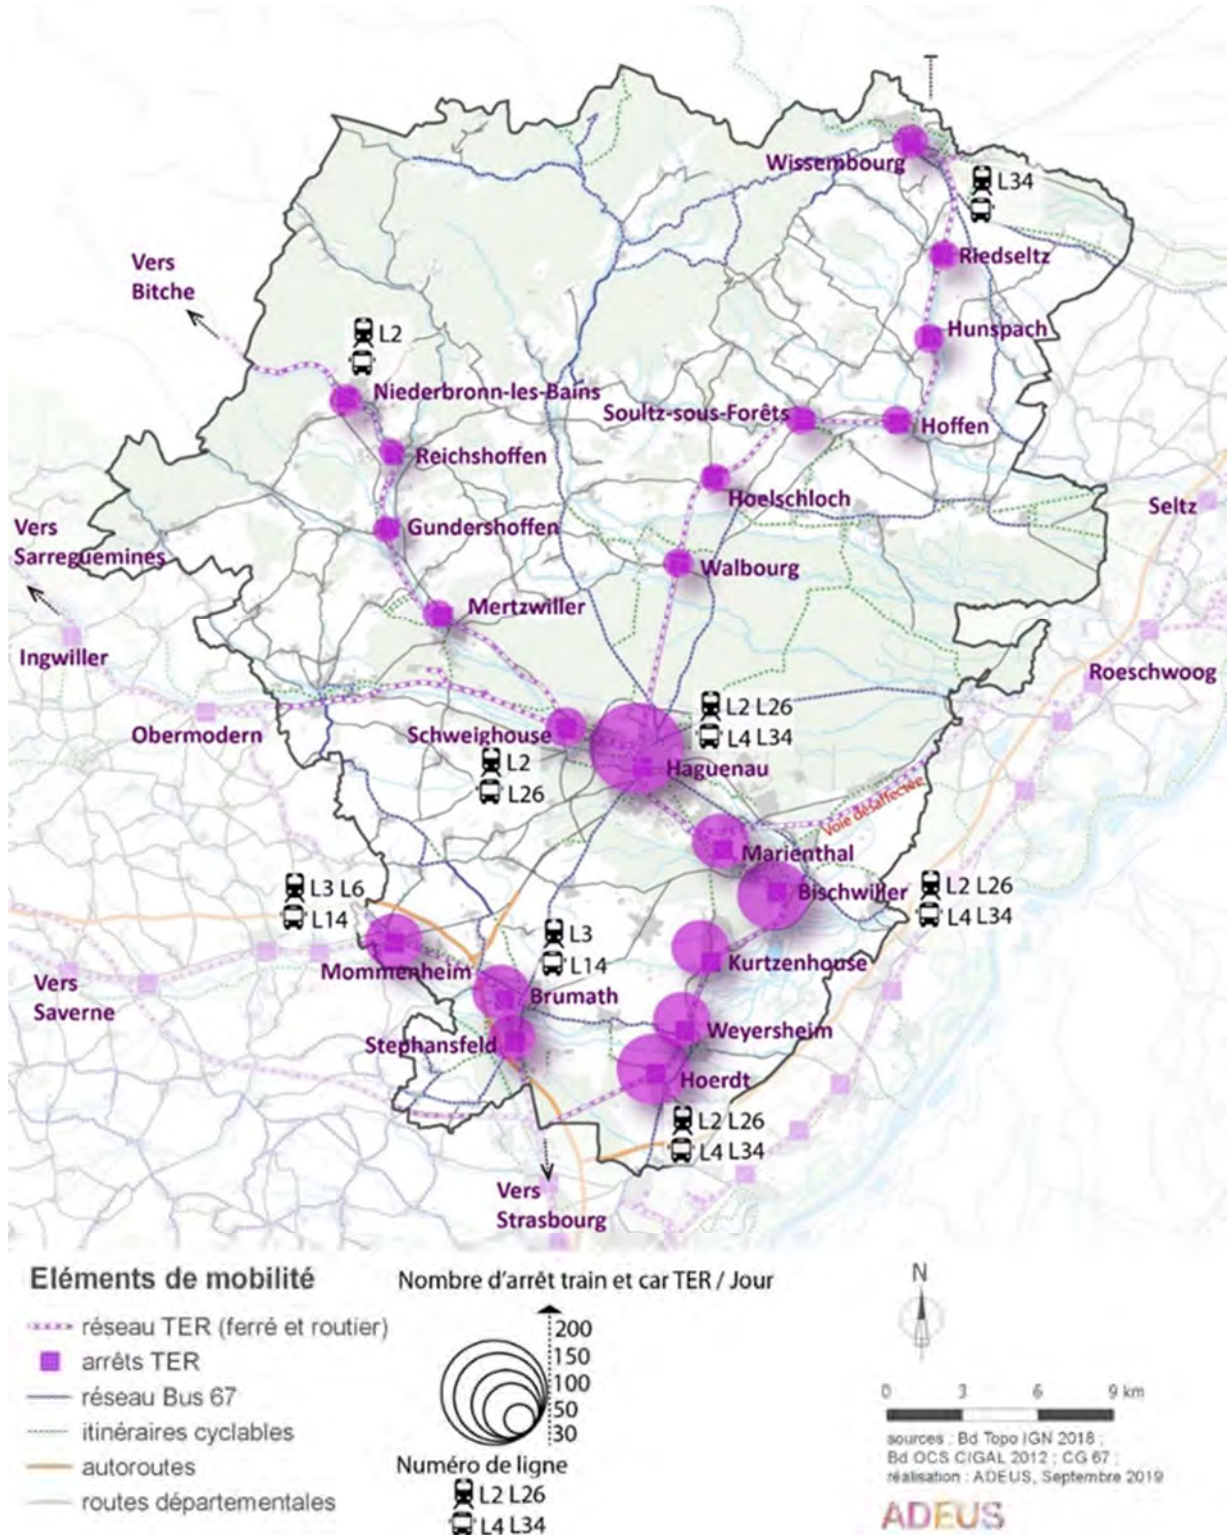 Wissembourg
L34
Riedseltz
Vers
Bitche
Hunspach
L2
Niederbronn-les-Bains
Soultz-sous-Forêts
Hoffen
Reichshoffen
Hoelschloch
Seltz
Vers
Sarreguemines
Gundershoffen
Walbourg
Mertzwiller
Ingwiller
Roeschwoog
L2 L26
L4 L34
Obermodern
Schweighouse
Haguenau
L2
L26
Voie désaffectée
Marienthal
Bischwiller
L2 L26
L4 L34
L3 L6
L14
L3
L14
Mommenheim
Kurtzenhouse
Vers
Saverne
Brumath
Weyersheim
Stephansfeld
Hoerdt
L2 L26
L4 L34
Vers
Strasbourg
Eléments de mobilité
réseau TER (ferré et routier)
arrêts TER
réseau Bus 67
itinéraires cyclables
autoroutes
routes départementales
Nombre d'arrêt train et car TER / Jour
200
150
100
50
30
Numéro de ligne
L2 L26
L4 L34
N
0 3 6 9 km
sources : Bd Topo IGN 2018 ;
Bd OCS CIGAL 2012 ; CG 67 ;
réalisation : ADEUS, Septembre 2019
ADEUS